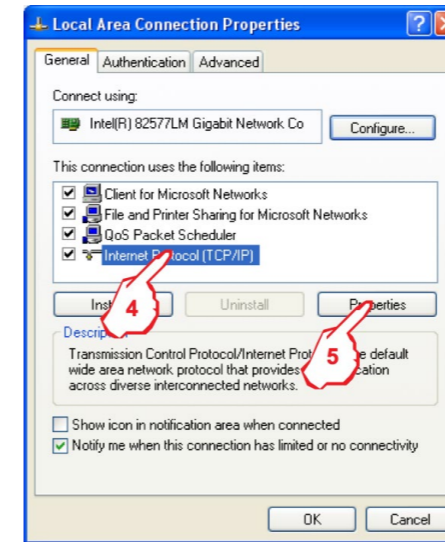 Local Area Connection Properties
General Authentication Advanced
Connect using:
Intel(R) 82577LM Gigabit Network Co Configure...
This connection uses the following items:
Client for Microsoft Networks
File and Printer Sharing for Microsoft Networks
QoS Packet Scheduler
Internet Protocol (TCP/IP)
4
Uninstall Properties
5
Transmission Control Protocol/Internet default
wide area network protocol that provides
across diverse interconnected networks.
Show icon in notification area when connected
Notify me when this connection has limited or no connectivity
OK Cancel